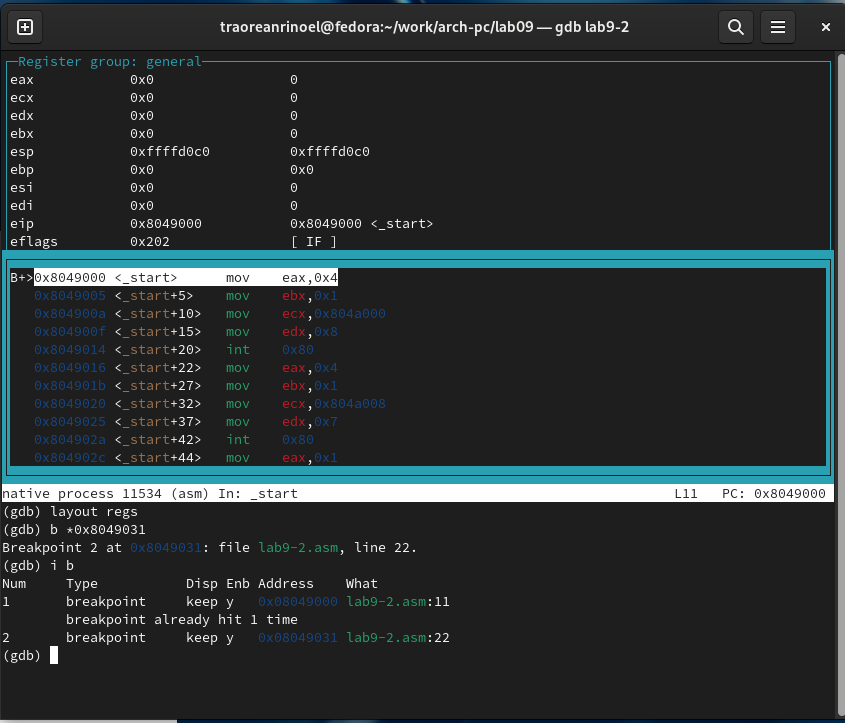 traoreanrinoel@fedora:~/work/arch-pc/lab09 — gdb lab9-2
Register group: general
eax 0x0 0
ecx 0x0 0
edx 0x0 0
ebx 0x0 0
esp 0xffffd0c0 0xffffd0c0
ebp 0x0 0x0
esi 0x0 0
edi 0x0 0
eip 0x8049000 0x8049000 <_start>
eflags 0x202 [ IF ]
B+>0x8049000 <_start> mov eax,0x4
0x8049005 <_start+5> mov ebx,0x1
0x804900a <_start+10> mov ecx,0x804a000
0x804900f <_start+15> mov edx,0x8
0x8049014 <_start+20> int 0x80
0x8049016 <_start+22> mov eax,0x4
0x804901b <_start+27> mov ebx,0x1
0x8049020 <_start+32> mov ecx,0x804a008
0x8049025 <_start+37> mov edx,0x7
0x804902a <_start+42> int 0x80
0x804902c <_start+44> mov eax,0x1
native process 11534 (asm) In: _start L11 PC: 0x8049000
(gdb) layout regs
(gdb) b *0x8049031
Breakpoint 2 at 0x8049031: file lab9-2.asm, line 22.
(gdb) i b
Num Type Disp Enb Address What
1 breakpoint keep y 0x08049000 lab9-2.asm:11
breakpoint already hit 1 time
2 breakpoint keep y 0x08049031 lab9-2.asm:22
(gdb)